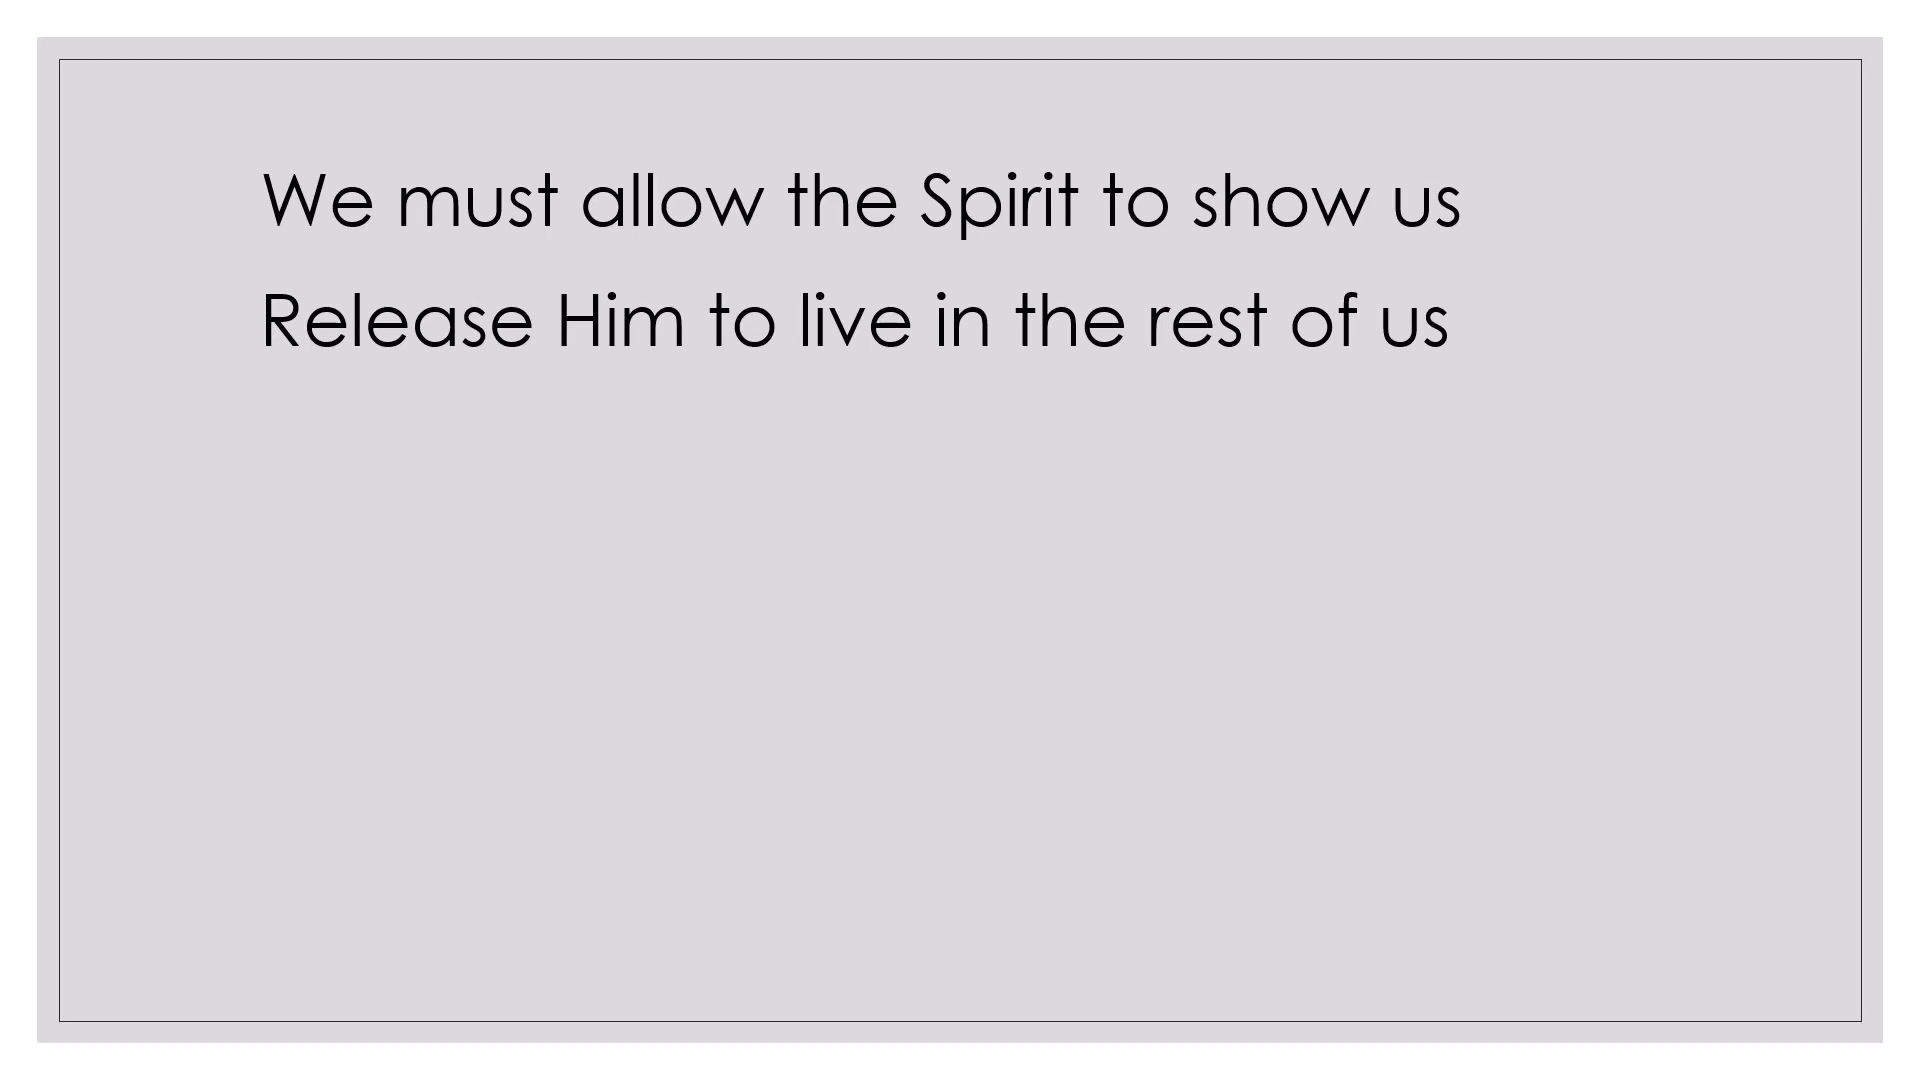 We must allow the Spirit to show us
Release Him to live in the rest of us